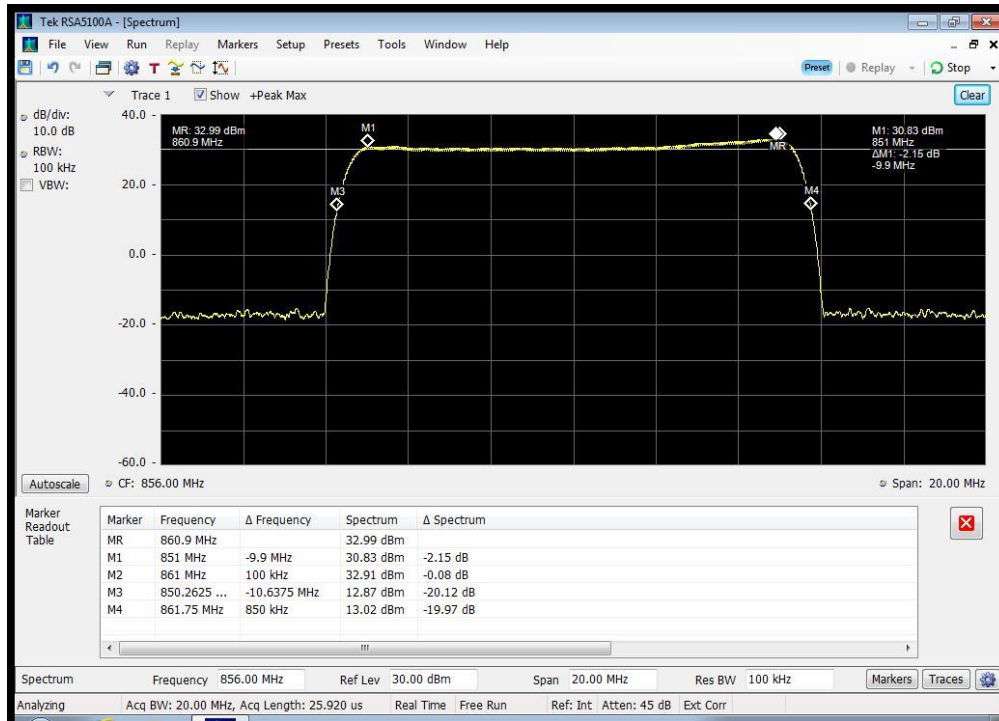 Tek RSA5100A - [Spectrum]
File View Run Replay Markers Setup Presets Tools Window Help
T Preset Replay Stop
Trace 1 Show +Peak Max Clear
dB/div:
10.0 dB
RBW:
100 kHz
VBW:
40.0 -
20.0 -
0.0 -
-20.0 -
-40.0 -
-60.0 -
MR: 32.99 dBm
860.9 MHz
M1
MR
M1: 30.83 dBm
851 MHz
ΔM1: -2.15 dB
-9.9 MHz
M3
M4
Autoscale CF: 856.00 MHz Span: 20.00 MHz
Marker
Readout
Table
Marker Frequency Δ Frequency Spectrum Δ Spectrum
MR 860.9 MHz 32.99 dBm
M1 851 MHz -9.9 MHz 30.83 dBm -2.15 dB
M2 861 MHz 100 kHz 32.91 dBm -0.08 dB
M3 850.2625 ... -10.6375 MHz 12.87 dBm -20.12 dB
M4 861.75 MHz 850 kHz 13.02 dBm -19.97 dB
Spectrum Frequency 856.00 MHz Ref Lev 30.00 dBm Span 20.00 MHz Res BW 100 kHz Markers Traces
Analyzing Acq BW: 20.00 MHz, Acq Length: 25.920 us Real Time Free Run Ref: Int Atten: 45 dB Ext Corr